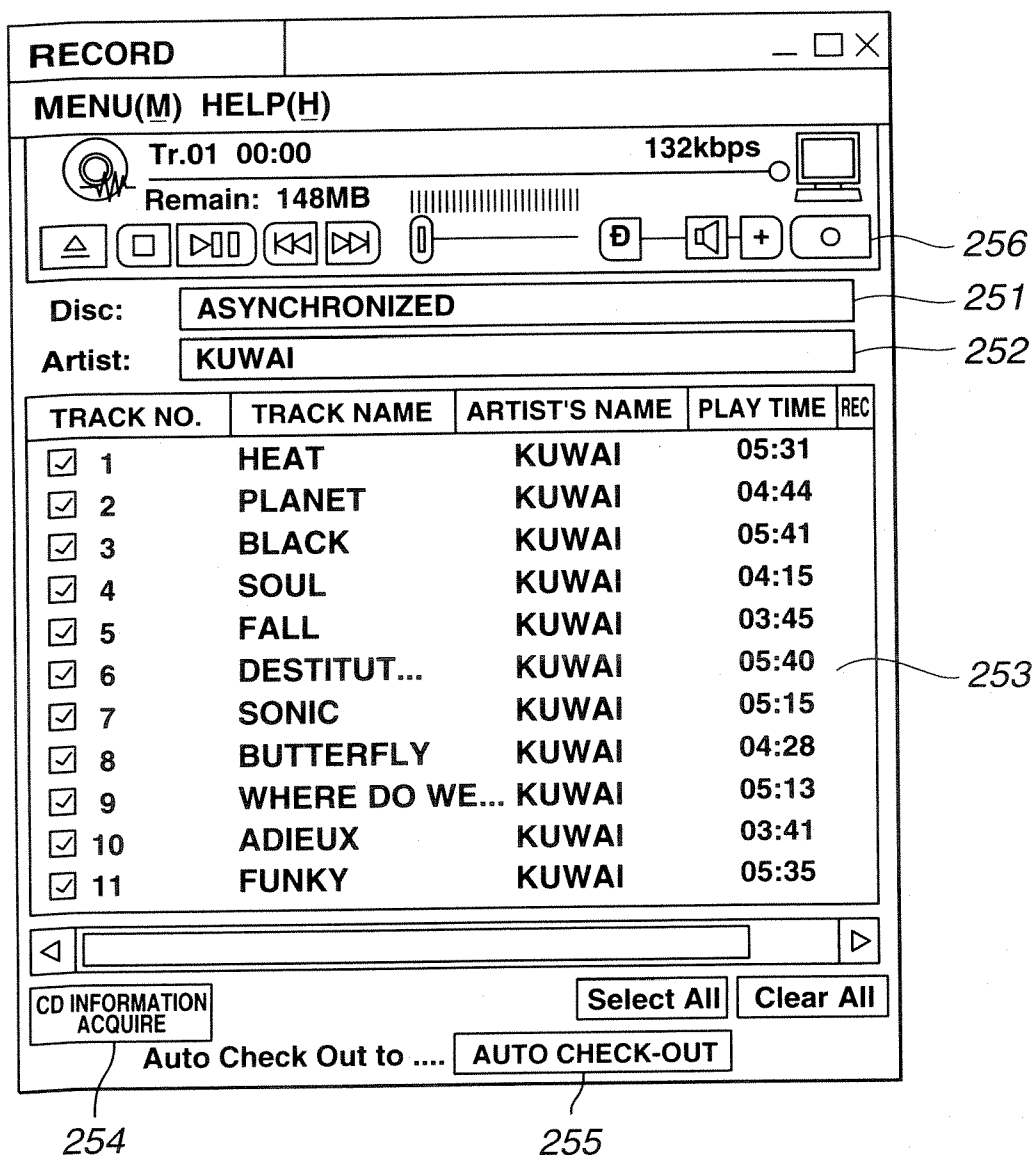 RECORD
MENU(M) HELP(H)
Tr.01 00:00 132kbps
Remain: 148MB
Đ + 256
Disc: ASYNCHRONIZED 251
Artist: KUWAI 252
TRACK NO. TRACK NAME ARTIST'S NAME PLAY TIME REC
1 HEAT KUWAI 05:31
2 PLANET KUWAI 04:44
3 BLACK KUWAI 05:41
4 SOUL KUWAI 04:15
5 FALL KUWAI 03:45
6 DESTITUT... KUWAI 05:40 253
7 SONIC KUWAI 05:15
8 BUTTERFLY KUWAI 04:28
9 WHERE DO WE... KUWAI 05:13
10 ADIEUX KUWAI 03:41
11 FUNKY KUWAI 05:35
CD INFORMATION
ACQUIRE
Select All Clear All
Auto Check Out to .... AUTO CHECK-OUT
254 255